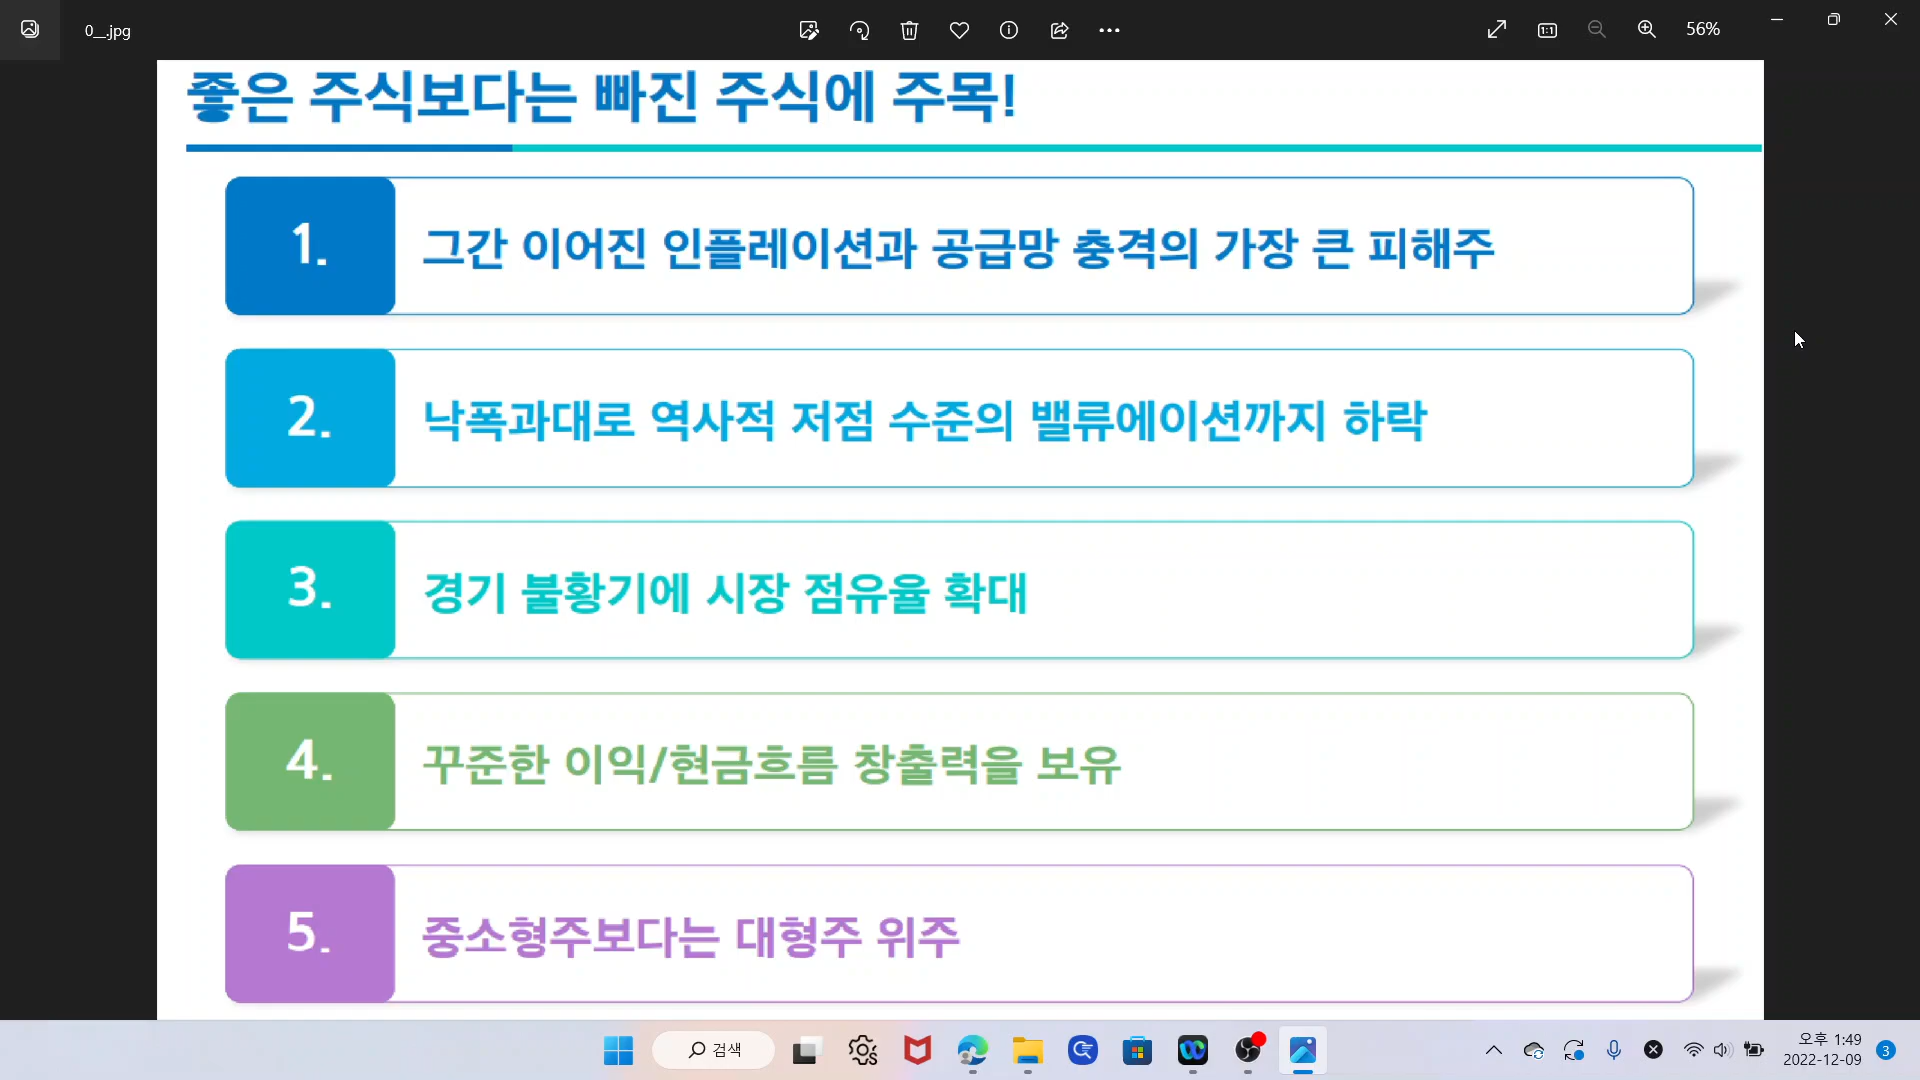 0__.jpg
56%
좋은 주식보다는 빠진 주식에 주목!
1. 그간 이어진 인플레이션과 공급망 충격의 가장 큰 피해주
2. 낙폭과대로 역사적 저점 수준의 밸류에이션까지 하락
3. 경기 불황기에 시장 점유율 확대
4. 꾸준한 이익/현금흐름 창출력을 보유
5. 중소형주보다는 대형주 위주
검색
오후 1:49
2022-12-09
3